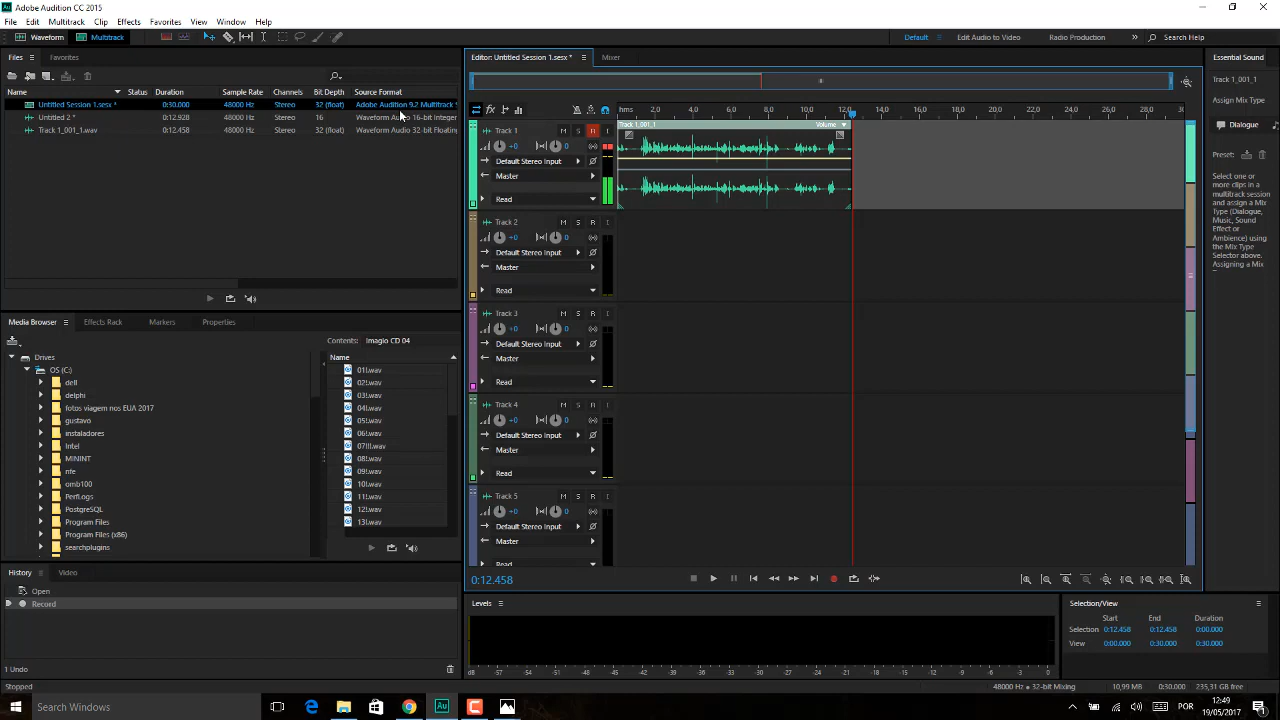 Adobe Audition CC 2015
File Edit Multitrack Clip Effects Favorites View Window Help
Waveform Multitrack Default Edit Audio to Video Radio Production Search Help
Files Favorites
Name Status Duration Sample Rate Channels Bit Depth Source Format
Untitled Session 1.sesx * 0:30.000 48000 Hz Stereo 32 (float) Adobe Audition 9.2 Multitrack
Untitled 2 * 0:12.928 48000 Hz Stereo 16 Waveform Audio 16-bit Integer
Track 1_001_1.wav 0:12.458 48000 Hz Stereo 32 (float) Waveform Audio 32-bit Floating
Media Browser Effects Rack Markers Properties
Contents: Imagio CD 04
Drives
Name
OS (C:)
dell
delphi
fotos viagem nos EUA 2017
gustavo
instaladores
Intel
MININT
nfe
omb100
PerfLogs
PostgreSQL
Program Files
Program Files (x86)
searchplugins
01!.wav
02!.wav
03!.wav
04!.wav
05!.wav
06!.wav
07!!!.wav
08!.wav
09!.wav
10!.wav
11!.wav
12!.wav
13!.wav
History Video
Open
Record
1 Undo
Stopped
Editor: Untitled Session 1.sesx * Mixer
hms 2,0 4,0 6,0 8,0 10,0 12,0 14,0 16,0 18,0 20,0 22,0 24,0 26,0 28,0 30
Track 1 M S R I
Track 1_001_1 Volume
+0 0
Default Stereo Input
Master
Read
Track 2 M S R I
+0 0
Default Stereo Input
Master
Read
Track 3 M S R I
+0 0
Default Stereo Input
Master
Read
Track 4 M S R I
+0 0
Default Stereo Input
Master
Read
Track 5 M S R I
+0 0
Default Stereo Input
Master
Read
0:12.458
Levels
dB -57 -54 -51 -48 -45 -42 -39 -36 -33 -30 -27 -24 -21 -18 -15 -12 -9 -6 -3 0
Essential Sound
Track 1_001_1
Assign Mix Type
Dialogue
Preset:
Select one or
more clips in a
multitrack session
and assign a Mix
Type (Dialogue,
Music, Sound
Effect or
Ambience) using
the Mix Type
Selector above.
Assigning a Mix
Selection/View
Start End Duration
Selection 0:12.458 0:12.458 0:00.000
View 0:00.000 0:30.000 0:30.000
48000 Hz • 32-bit Mixing 10,99 MB 0:30.000 235,31 GB free
Search Windows
POR
12:49
19/05/2017